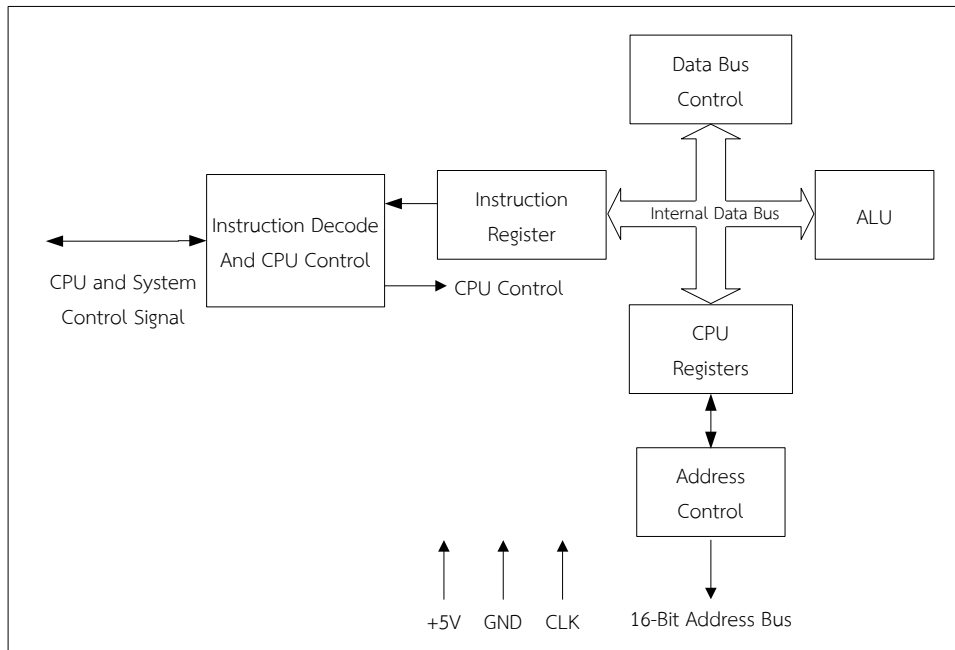 Data Bus
Control
Instruction Decode
And CPU Control
Instruction
Register
Internal Data Bus
ALU
CPU and System
Control Signal
CPU Control
CPU
Registers
Address
Control
+5V
GND
CLK
16-Bit Address Bus